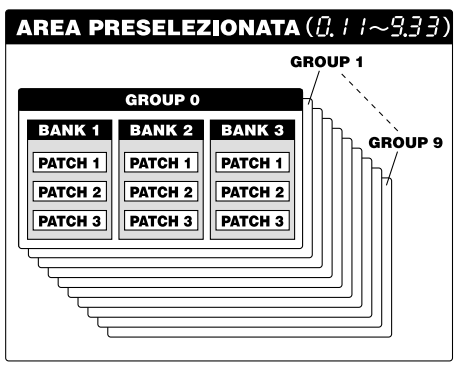 AREA PRESELEZIONATA (0.11~9.33)
GROUP 1
GROUP 0
GROUP 9
BANK 1 BANK 2 BANK 3
PATCH 1 PATCH 1 PATCH 1
PATCH 2 PATCH 2 PATCH 2
PATCH 3 PATCH 3 PATCH 3